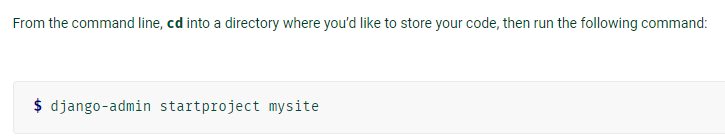 From the command line, cd into a directory where you’d like to store your code, then run the following command:
$ django-admin startproject mysite